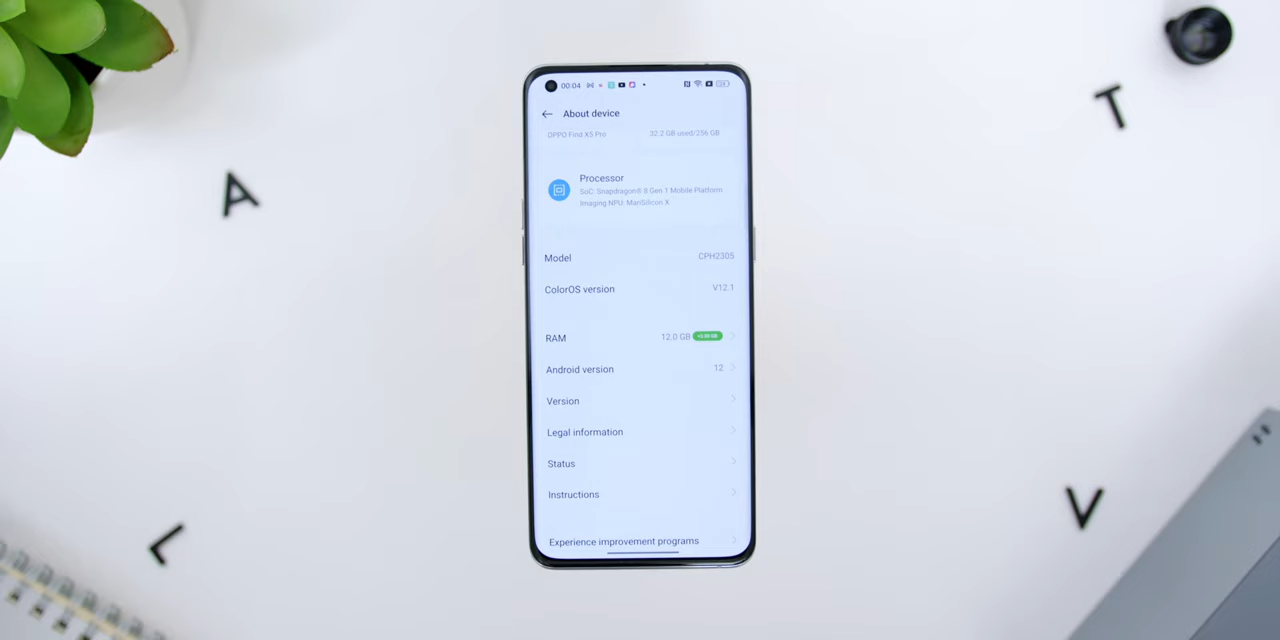 00:04
About device
OPPO Find X5 Pro 32.2 GB used/256 GB
Processor
SoC: Snapdragon® 8 Gen 1 Mobile Platform
Imaging NPU: MariSilicon X
Model CPH2305
ColorOS version V12.1
RAM 12.0 GB
Android version 12
Version
Legal information
Status
Instructions
Experience improvement programs
A
T
L
V